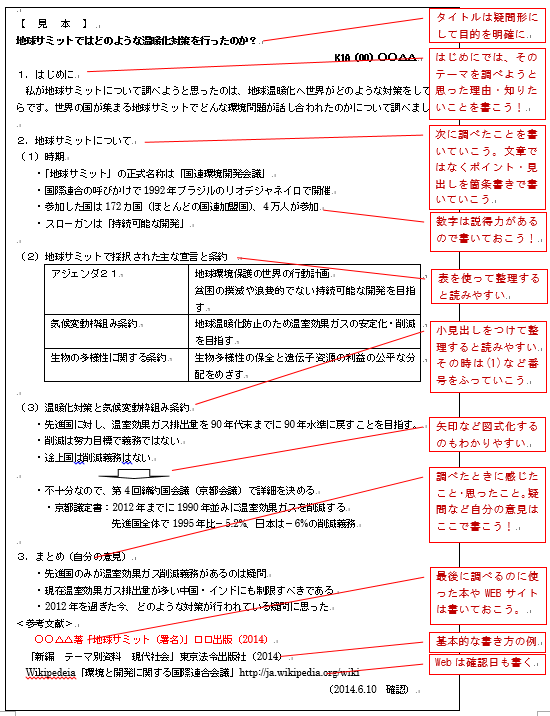 【 見 本 】
地球サミットではどのような温暖化対策を行ったのか？
K1A (00) 〇〇△△
１．はじめに
私が地球サミットについて調べようと思ったのは、地球温暖化へ世界がどのような対策をして
らです。世界の国が集まる地球サミットでどんな環境問題が話し合われたのかについて調べまし
２．地球サミットについて
（1）時期
・「地球サミット」の正式名称は「国連環境開発会議」
・国際連合の呼びかけで1992年ブラジルのリオデジャネイロで開催
・参加した国は172カ国（ほとんどの国連加盟国）、4万人が参加
・スローガンは「持続可能な開発」
（2）地球サミットで採択された主な宣言と条約
アジェンダ２１
地球環境保護の世界の行動計画
貧困の撲滅や浪費的でない持続可能な開発を目指
す
気候変動枠組み条約
地球温暖化防止のため温室効果ガスの安定化・削減
を目指す
生物の多様性に関する条約
生物多様性の保全と遺伝子資源の利益の公平な分
配をめざす
（3）温暖化対策と気候変動枠組み条約
・先進国に対し、温室効果ガス排出量を90年代末までに90年水準に戻すことを目指す。
・削減は努力目標で義務ではない
・途上国は削減義務はない
・不十分なので、第4回締約国会議（京都会議）で詳細を決める
・京都議定書：2012年までに1990年並みに温室効果ガスを削減する
先進国全体で1995年比－5.2%、日本は－6%の削減義務
３．まとめ（自分の意見）
・先進国のみが温室効果ガス削減義務があるのは疑問
・現在温室効果ガス排出量が多い中国・インドにも制限すべきである
・2012年を過ぎた今、どのような対策が行われている疑問に思った
＜参考文献＞
〇〇△△著「地球サミット（署名）」口口出版（2014）
「新編　テーマ別資料　現代社会」東京法令出版社（2014）
Wikipedeia「環境と開発に関する国際連合会議」http://ja.wikipedia.org/wiki
（2014.6.10　確認）
タイトルは疑問形に
して目的を明確に
はじめにでは、その
テーマを調べようと
思った理由・知りた
いことを書こう！
次に調べたことを書
いていこう。文章で
はなくポイント・見
出しを箇条書きで書
いていこう
数字は説得力がある
ので書いておこう！
表を使って整理する
と読みやすい
小見出しをつけて整
理すると読みやすい
その時は(1)など番
号をふっていこう。
矢印など図式化する
のもわかりやすい。
調べたときに感じた
こと・思ったこと。疑
問など自分の意見は
ここで書こう！
最後に調べるのに使
った本やWEBサイト
は書いておこう。
基本的な書き方の例
Webは確認日も書く